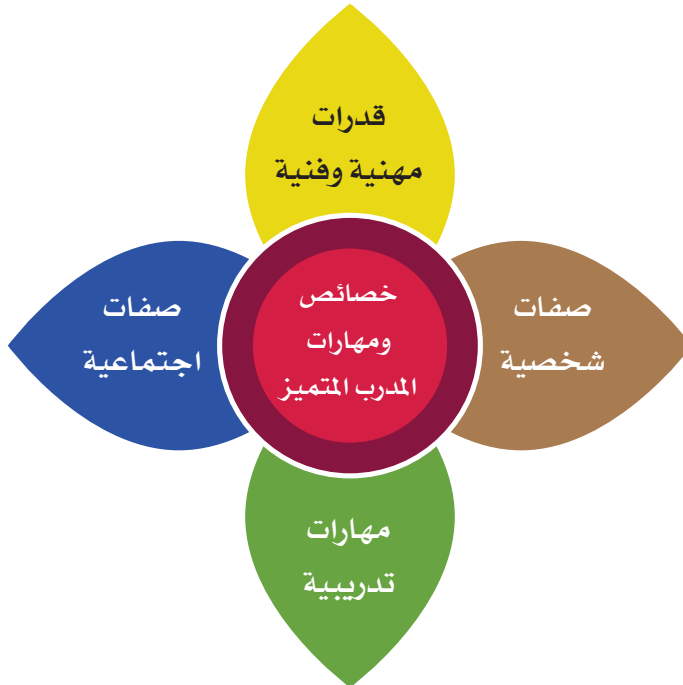 قدرات
مهنية وفنية
صفات
شخصية
خصائص
ومهارات
المدرب المتميز
صفات
اجتماعية
مهارات
تدريبية